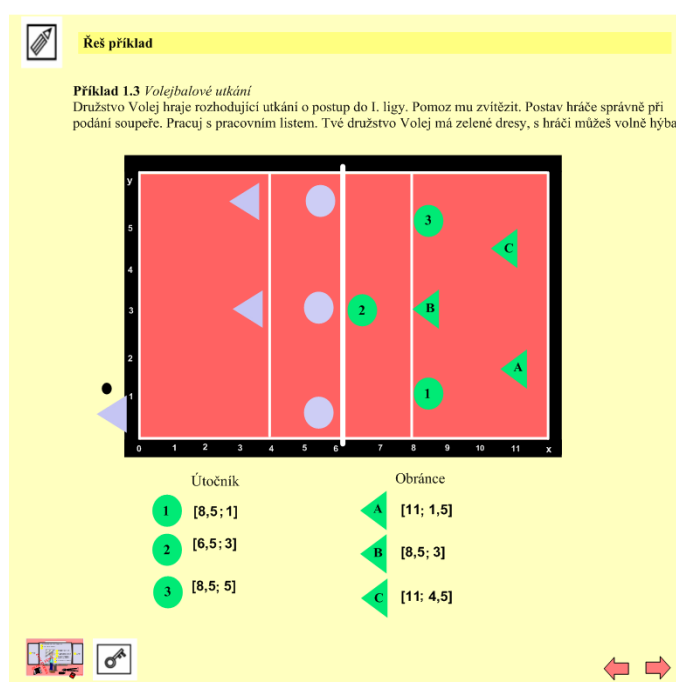 Řeš příklad
Příklad 1.3 Volejbalové utkání
Družstvo Volej hraje rozhodující utkání o postup do I. ligy. Pomoz mu zvítězit. Postav hráče správně při
podání soupeře. Pracuj s pracovním listem. Tvé družstvo Volej má zelené dresy, s hráči můžeš volně hýba
y
5
4
3
2
1
3
C
2
B
A
1
0 1 2 3 4 5 6 7 8 9 10 11 x
Útočník
1 [8,5; 1]
2 [6,5; 3]
3 [8,5; 5]
Obránce
A [11; 1,5]
B [8,5; 3]
C [11; 4,5]